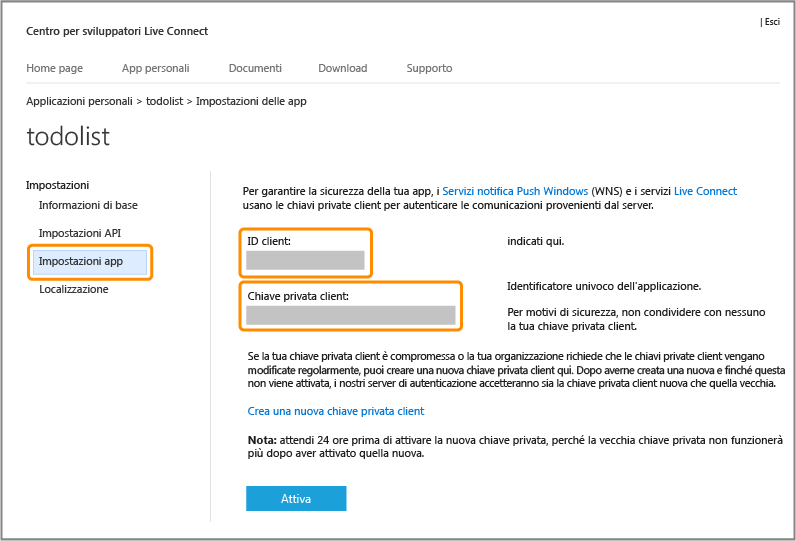 | Esci
Centro per sviluppatori Live Connect
Home page App personali Documenti Download Supporto
Applicazioni personali > todolist > Impostazioni delle app
todolist
Impostazioni
Informazioni di base
Impostazioni API
Impostazioni app
Localizzazione
Per garantire la sicurezza della tua app, i Servizi notifica Push Windows (WNS) e i servizi Live Connect
usano le chiavi private client per autenticare le comunicazioni provenienti dal server.
ID client:
indicati qui.
Identificatore univoco dell'applicazione.
Chiave privata client:
Per motivi di sicurezza, non condividere con nessuno
la tua chiave privata client.
Se la tua chiave privata client è compromessa o la tua organizzazione richiede che le chiavi private client vengano
modificate regolarmente, puoi creare una nuova chiave privata client qui. Dopo averne creata una nuova e finché questa
non viene attivata, i nostri server di autenticazione accetteranno sia la chiave privata client nuova che quella vecchia.
Crea una nuova chiave privata client
Nota: attendi 24 ore prima di attivare la nuova chiave privata, perché la vecchia chiave privata non funzionerà
più dopo aver attivato quella nuova.
Attiva